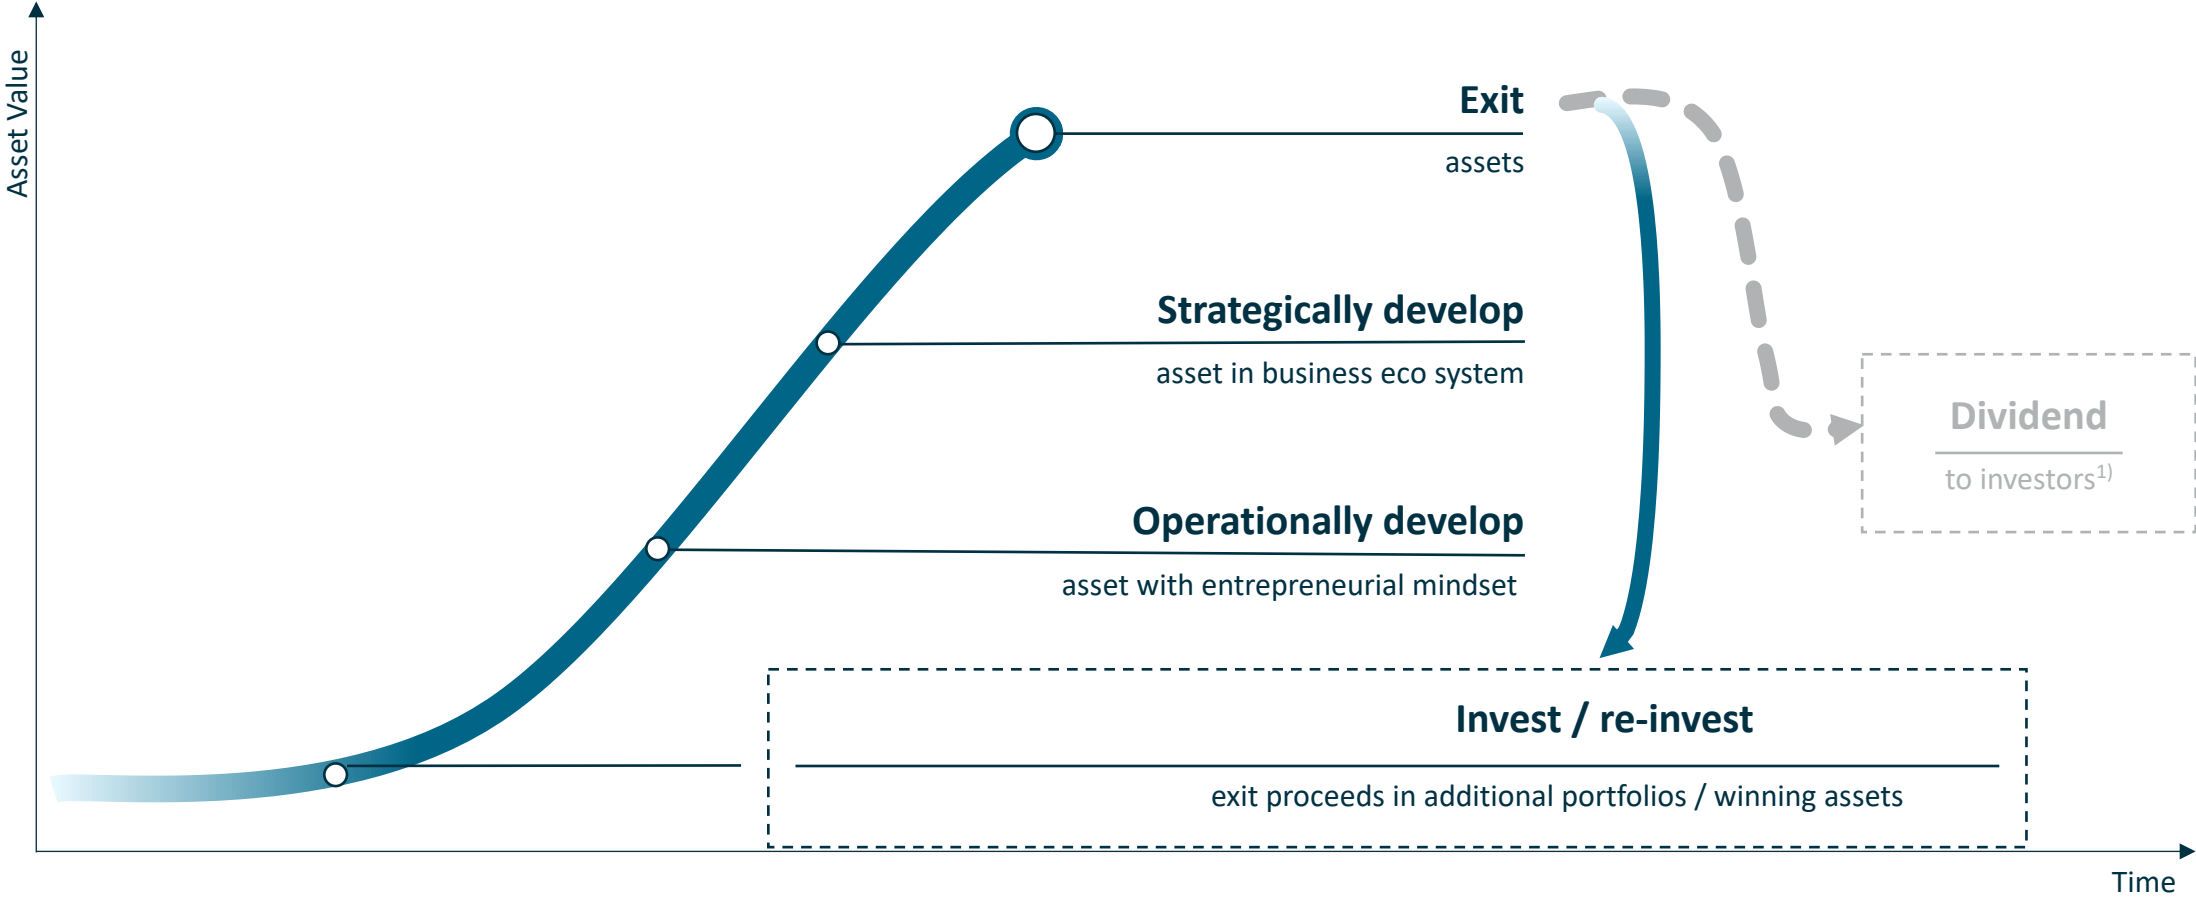 Asset Value
Exit
assets
Strategically develop
asset in business eco system
Dividend
to investors1)
Operationally develop
asset with entrepreneurial mindset
Invest / re-invest
exit proceeds in additional portfolios / winning assets
Time